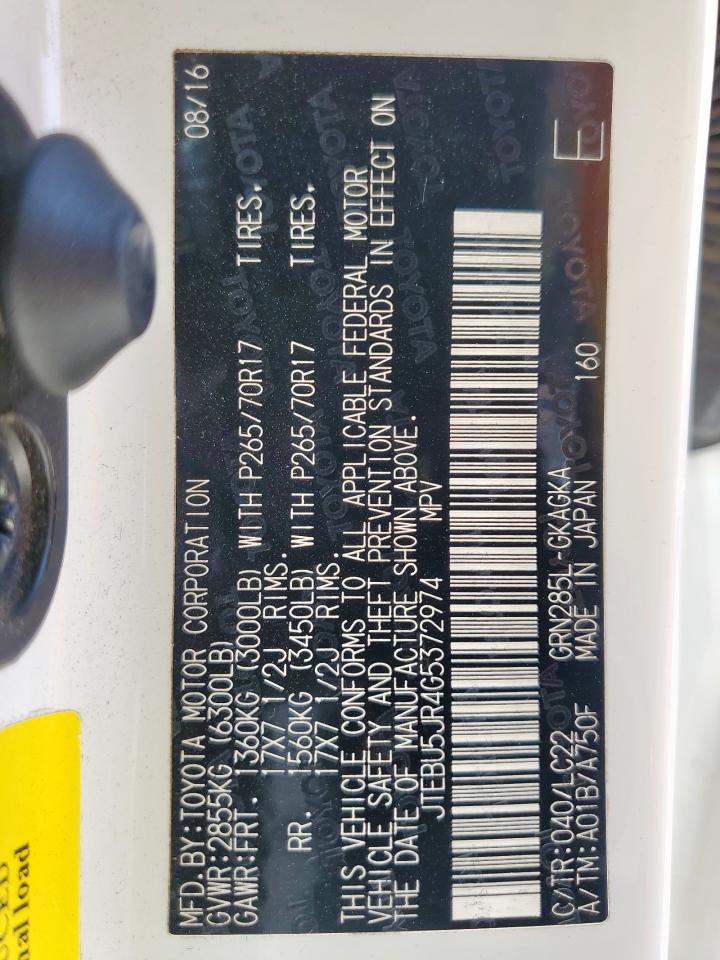 MFD.BY:TOYOTA MOTOR CORPORATION 08/16
GVWR:2855KG (6300LB)
GAWR:FRT. 1360KG (3000LB) WITH P265/70R17 TIRES.
17X7 1/2J RIMS.
RR. 1560KG (3450LB) WITH P265/70R17 TIRES.
17X7 1/2J RIMS.
THIS VEHICLE CONFORMS TO ALL APPLICABLE FEDERAL MOTOR
VEHICLE SAFETY AND THEFT PREVENTION STANDARDS IN EFFECT ON
THE DATE OF MANUFACTURE SHOWN ABOVE.
JTEBU5JR4G5372974 MPV
C/TR:040/LC22 GRN285L-GKAGKA
A/TM:A01B7A750F MADE IN JAPAN 160 E
nal load